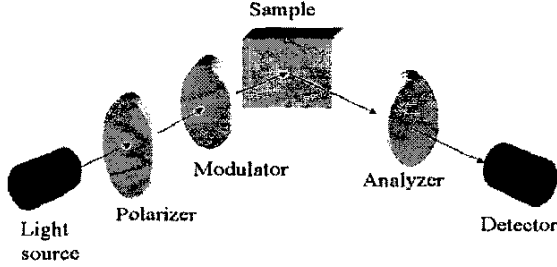 Sample
Modulator
Polarizer
Analyzer
Light
source
Detector